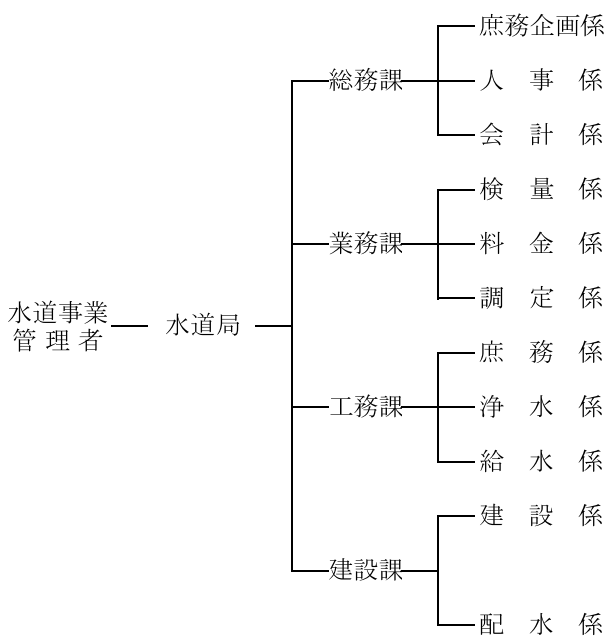 水道事業
管理者
水道局
総務課
庶務企画係
人事係
会計係
業務課
検量係
料金係
調定係
工務課
庶務係
浄水係
給水係
建設課
建設係
配水係